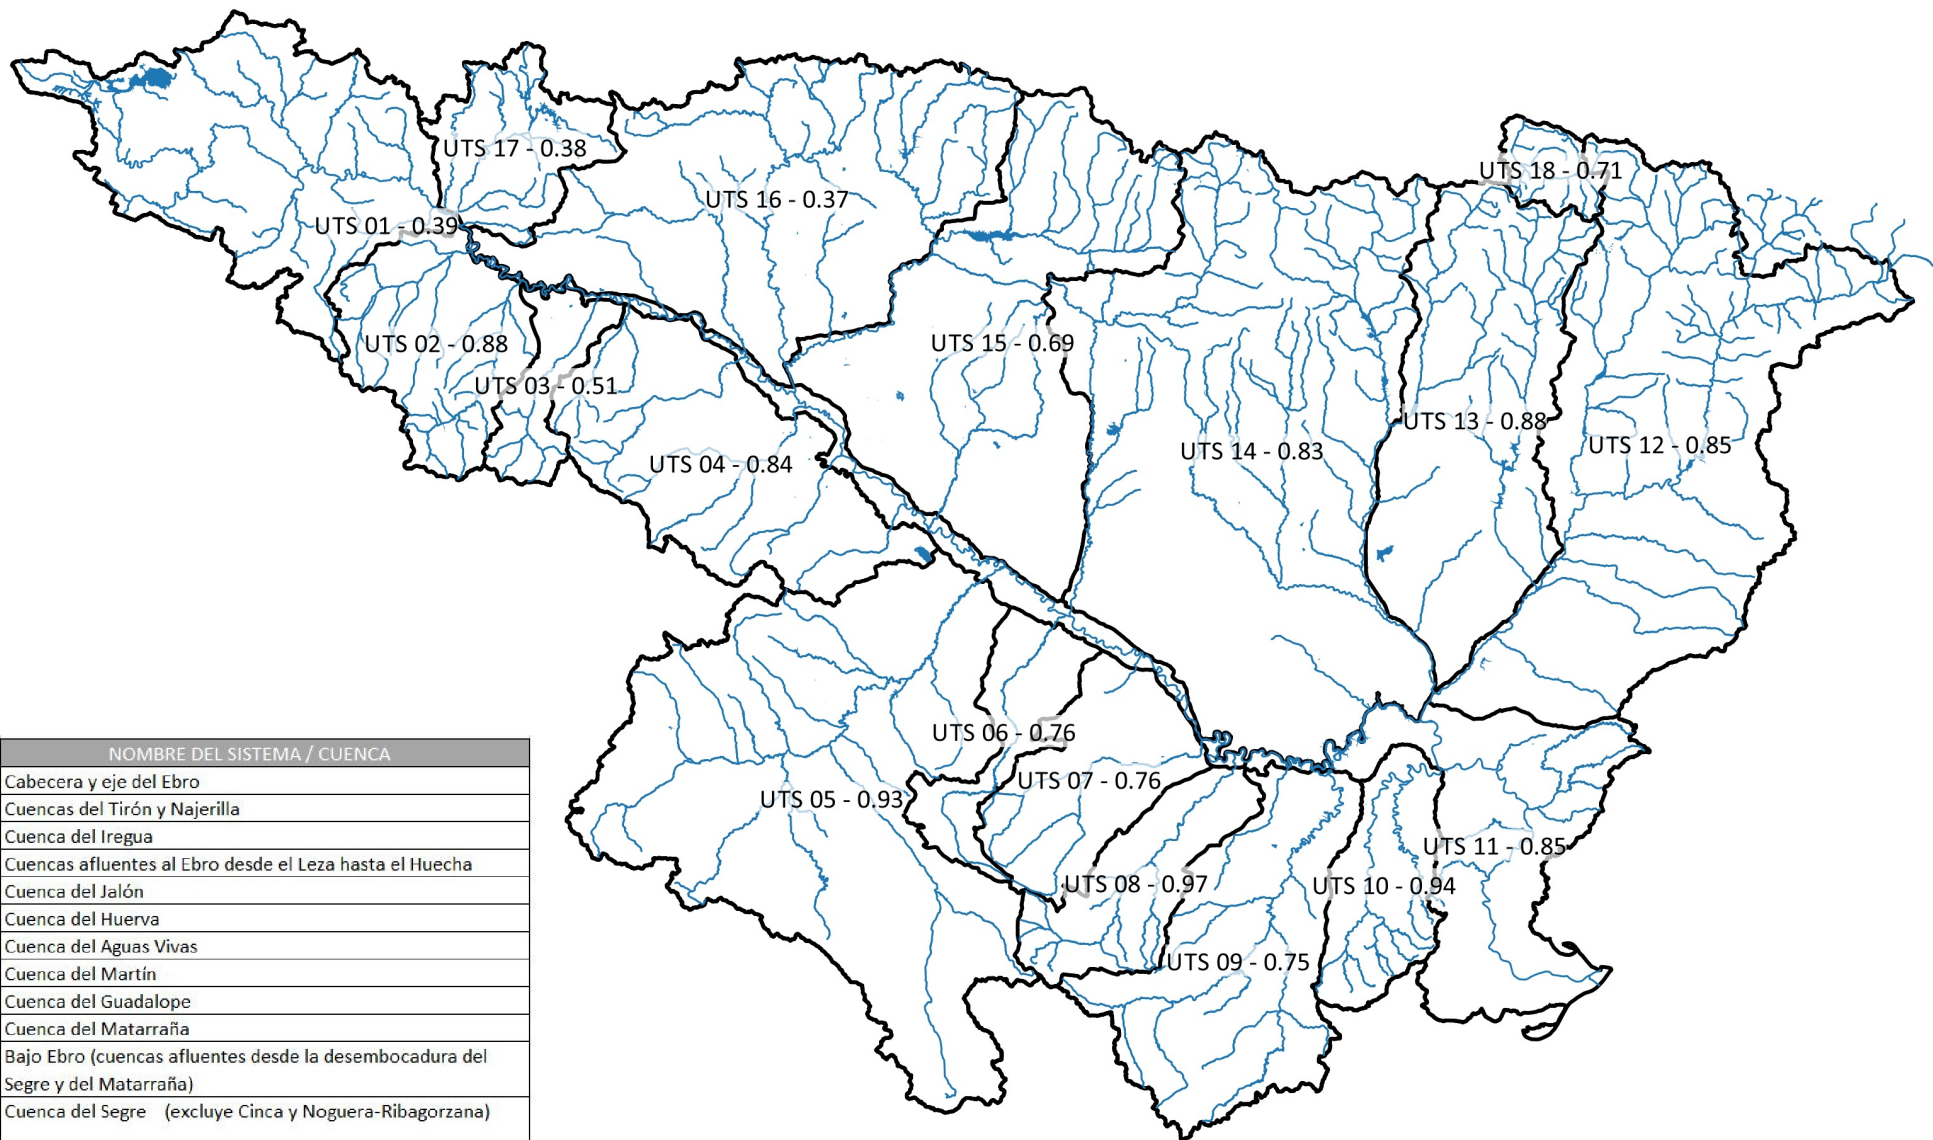 UTS 17 - 0.38
UTS 18 - 0.71
UTS 16 - 0.37
UTS 01 - 0.39
UTS 02 - 0.88
UTS 15 - 0.69
UTS 03 - 0.51
UTS 13 - 0.88
UTS 12 - 0.85
UTS 14 - 0.83
UTS 04 - 0.84
UTS 06 - 0.76
UTS 07 - 0.76
UTS 05 - 0.93
UTS 11 - 0.85
UTS 08 - 0.97
UTS 10 - 0.94
UTS 09 - 0.75
NOMBRE DEL SISTEMA / CUENCA
Cabecera y eje del Ebro
Cuencas del Tirón y Najerilla
Cuenca del Iregua
Cuencas afluentes al Ebro desde el Leza hasta el Huecha
Cuenca del Jalón
Cuenca del Huerva
Cuenca del Aguas Vivas
Cuenca del Martín
Cuenca del Guadalope
Cuenca del Matarraña
Bajo Ebro (cuencas afluentes desde la desembocadura del
Segre y del Matarraña)
Cuenca del Segre (excluye Cinca y Noguera-Ribagorzana)